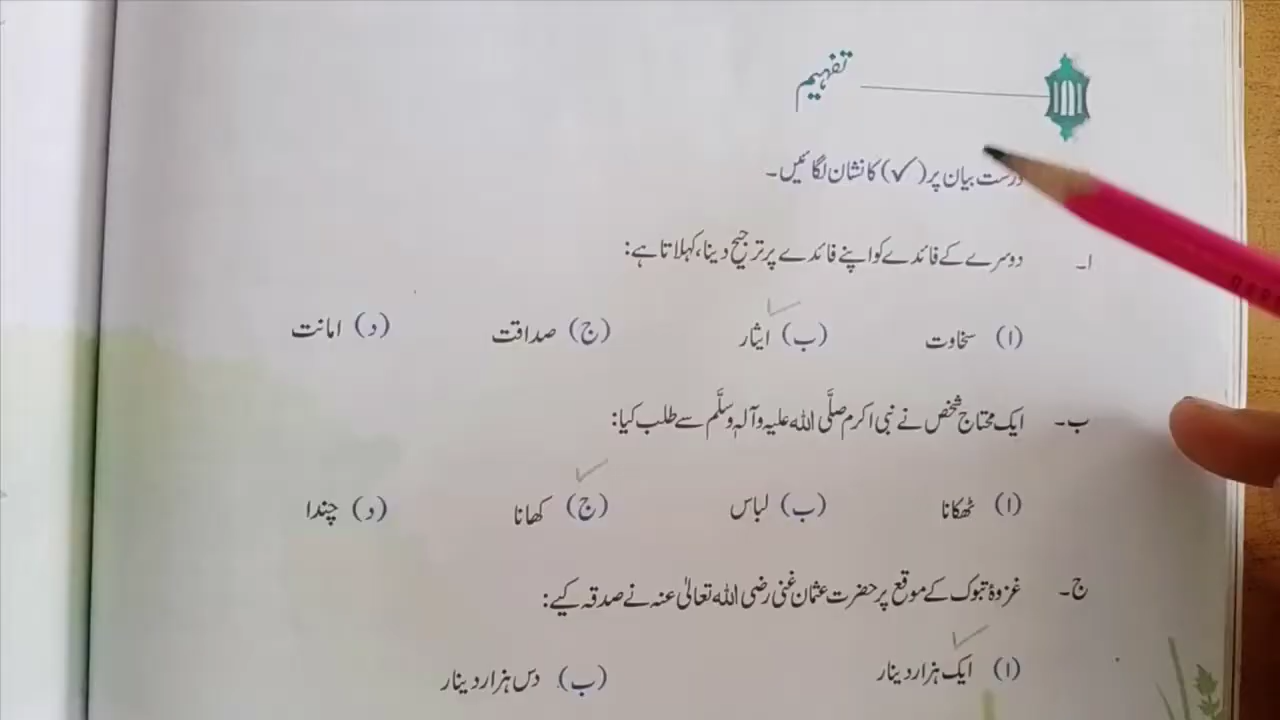 تفہیم
درست بیان پر (✓) کا نشان لگائیں۔
ا۔ دوسرے کے فائدے کو اپنے فائدے پر ترجیح دینا، کہلاتا ہے:
(ا) سخاوت (ب) ایثار (ج) صداقت (د) امانت
ب۔ ایک محتاج شخص نے نبی اکرم صلَّی اللہ علیہ وآلہٖ وسلَّم سے طلب کیا:
(ا) ٹھکانا (ب) لباس (ج) کھانا (د) چندا
ج۔ غزوۂ تبوک کے موقع پر حضرت عثمان غنی رضی اللہ تعالیٰ عنہ نے صدقہ کیے:
(ا) ایک ہزار دینار (ب) دس ہزار دینار